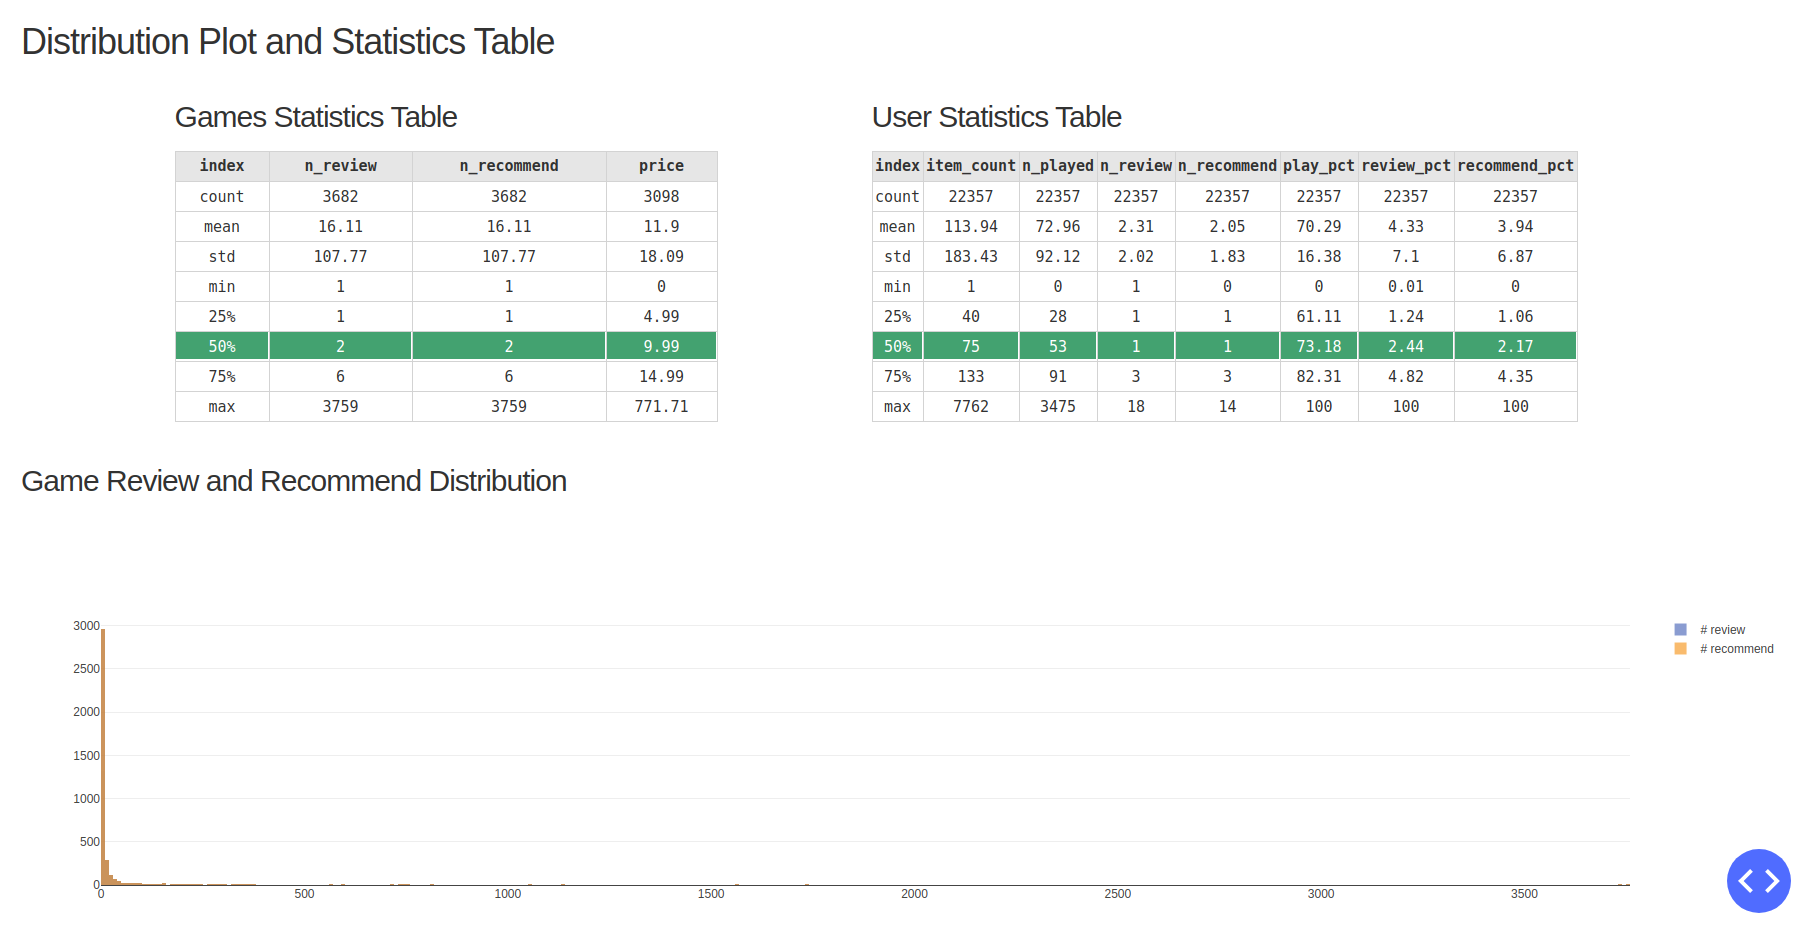 Distribution Plot and Statistics Table
Games Statistics Table
index n_review n_recommend price
count 3682 3682 3098
mean 16.11 16.11 11.9
std 107.77 107.77 18.09
min 1 1 0
25% 1 1 4.99
50% 2 2 9.99
75% 6 6 14.99
max 3759 3759 771.71
User Statistics Table
index item_count n_played n_review n_recommend play_pct review_pct recommend_pct
count 22357 22357 22357 22357 22357 22357 22357
mean 113.94 72.96 2.31 2.05 70.29 4.33 3.94
std 183.43 92.12 2.02 1.83 16.38 7.1 6.87
min 1 0 1 0 0 0.01 0
25% 40 28 1 1 61.11 1.24 1.06
50% 75 53 1 1 73.18 2.44 2.17
75% 133 91 3 3 82.31 4.82 4.35
max 7762 3475 18 14 100 100 100
Game Review and Recommend Distribution
3000
2500
2000
1500
1000
500
0
0 500 1000 1500 2000 2500 3000 3500
# review
# recommend